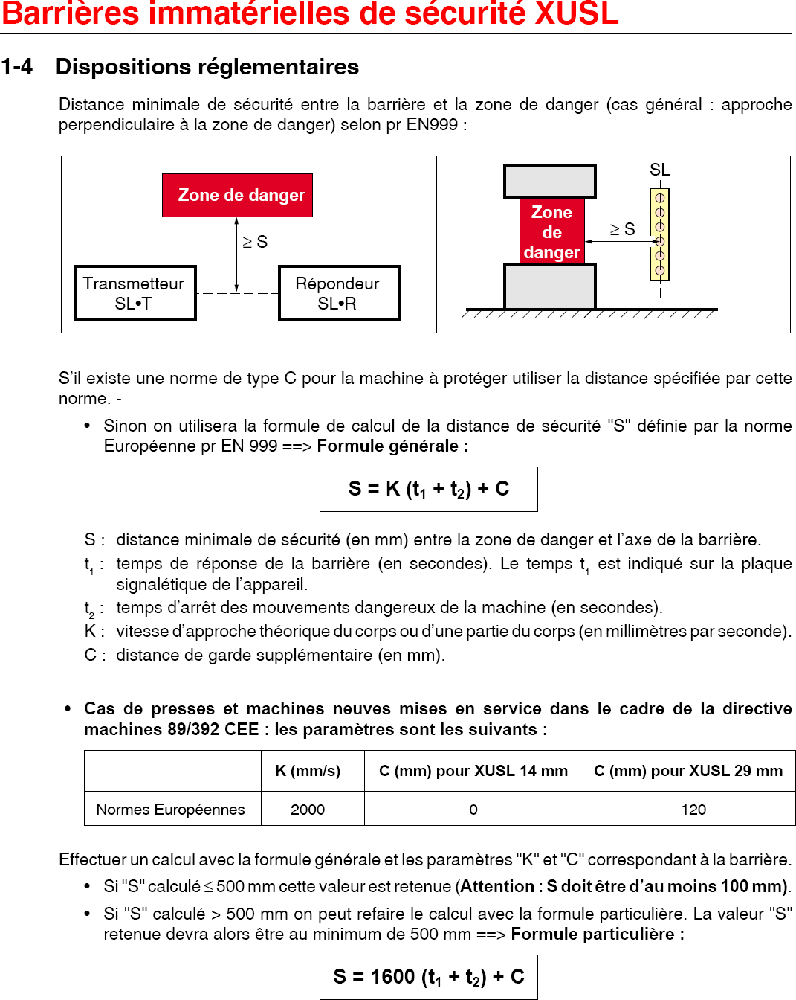 Barrières immatérielles de sécurité XUSL
1-4 Dispositions réglementaires
Distance minimale de sécurité entre la barrière et la zone de danger (cas général : approche
perpendiculaire à la zone de danger) selon pr EN999 :
Zone de danger
≥ S
Transmetteur
SL•T
Répondeur
SL•R
SL
Zone
de
danger
≥ S
S'il existe une norme de type C pour la machine à protéger utiliser la distance spécifiée par cette
norme. -
• Sinon on utilisera la formule de calcul de la distance de sécurité "S" définie par la norme
Européenne pr EN 999 ==> Formule générale :
S = K (t₁ + t₂) + C
S : distance minimale de sécurité (en mm) entre la zone de danger et l'axe de la barrière.
t₁ : temps de réponse de la barrière (en secondes). Le temps t₁ est indiqué sur la plaque
signalétique de l'appareil.
t₂ : temps d'arrêt des mouvements dangereux de la machine (en secondes).
K : vitesse d'approche théorique du corps ou d'une partie du corps (en millimètres par seconde).
C : distance de garde supplémentaire (en mm).
• Cas de presses et machines neuves mises en service dans le cadre de la directive
machines 89/392 CEE : les paramètres sont les suivants :
K (mm/s) C (mm) pour XUSL 14 mm C (mm) pour XUSL 29 mm
Normes Européennes 2000 0 120
Effectuer un calcul avec la formule générale et les paramètres "K" et "C" correspondant à la barrière.
• Si "S" calculé ≤ 500 mm cette valeur est retenue (Attention : S doit être d'au moins 100 mm).
• Si "S" calculé > 500 mm on peut refaire le calcul avec la formule particulière. La valeur "S"
retenue devra alors être au minimum de 500 mm ==> Formule particulière :
S = 1600 (t₁ + t₂) + C